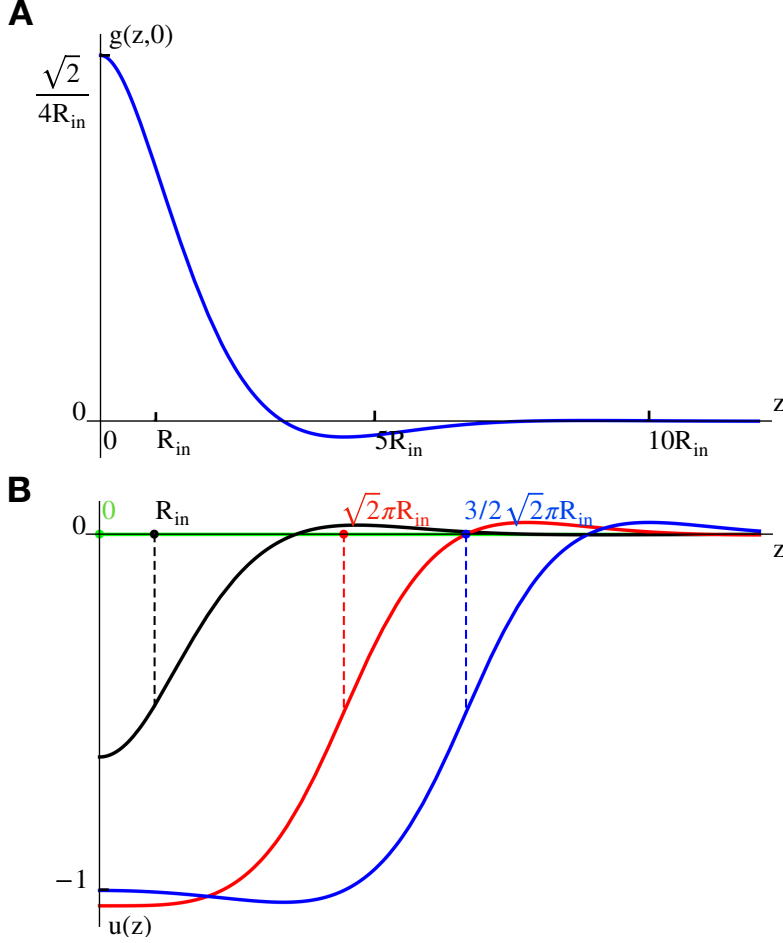 A
g(z,0)
√2
4R_in
0
z
0 R_in 5R_in 10R_in
B
0 R_in √2πR_in 3/2 √2πR_in
0
z
−1
u(z)